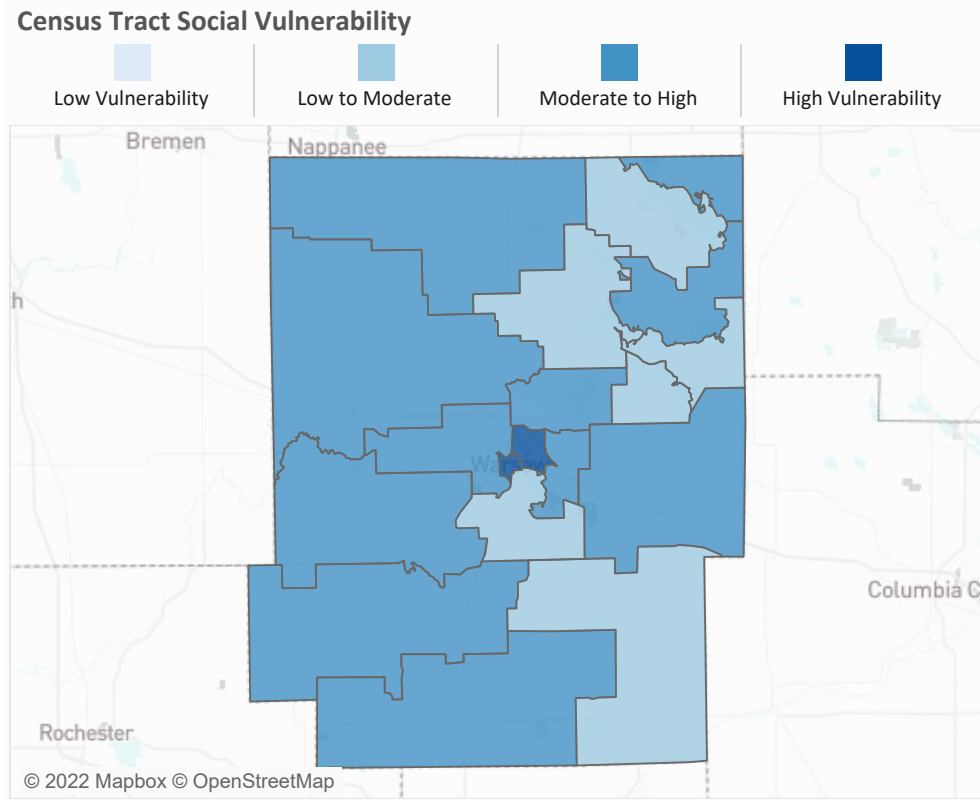 Census Tract Social Vulnerability
Low Vulnerability
Low to Moderate
Moderate to High
High Vulnerability
Bremen
Nappanee
h
Warsaw
Columbia C
Rochester
© 2022 Mapbox © OpenStreetMap